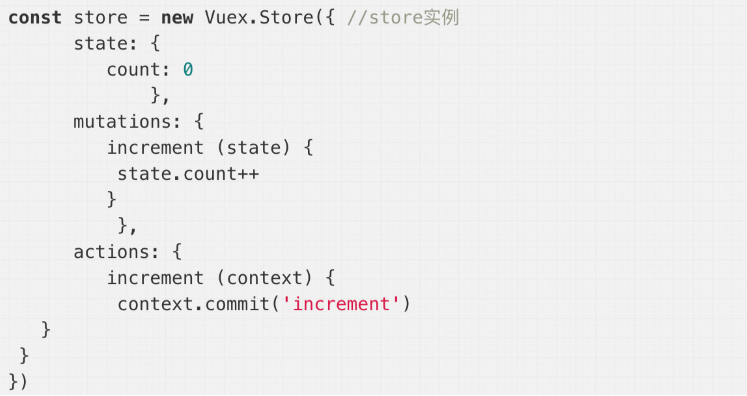 const store = new Vuex.Store({ //store实例
      state: {
         count: 0
             },
      mutations: {
         increment (state) {
          state.count++
         }
          },
      actions: {
         increment (context) {
          context.commit('increment')
   }
 }
})